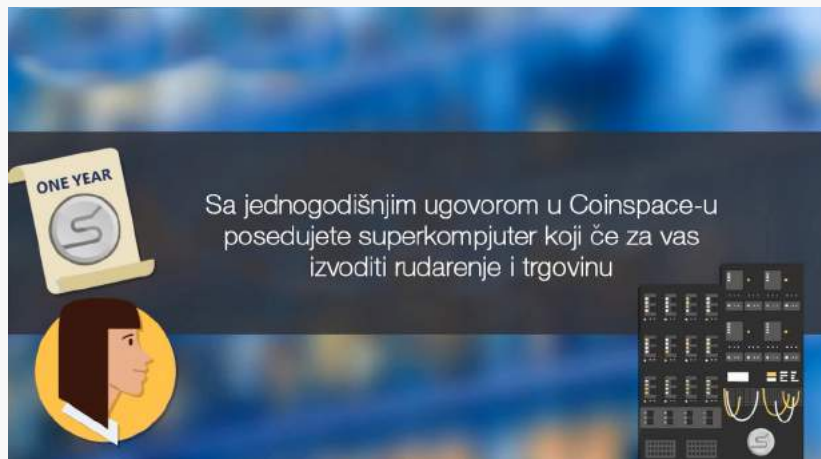 ONE YEAR
Sa jednogodišnjim ugovorom u Coinspace-u
posedujete superkompjuter koji če za vas
izvoditi rudarenje i trgovinu